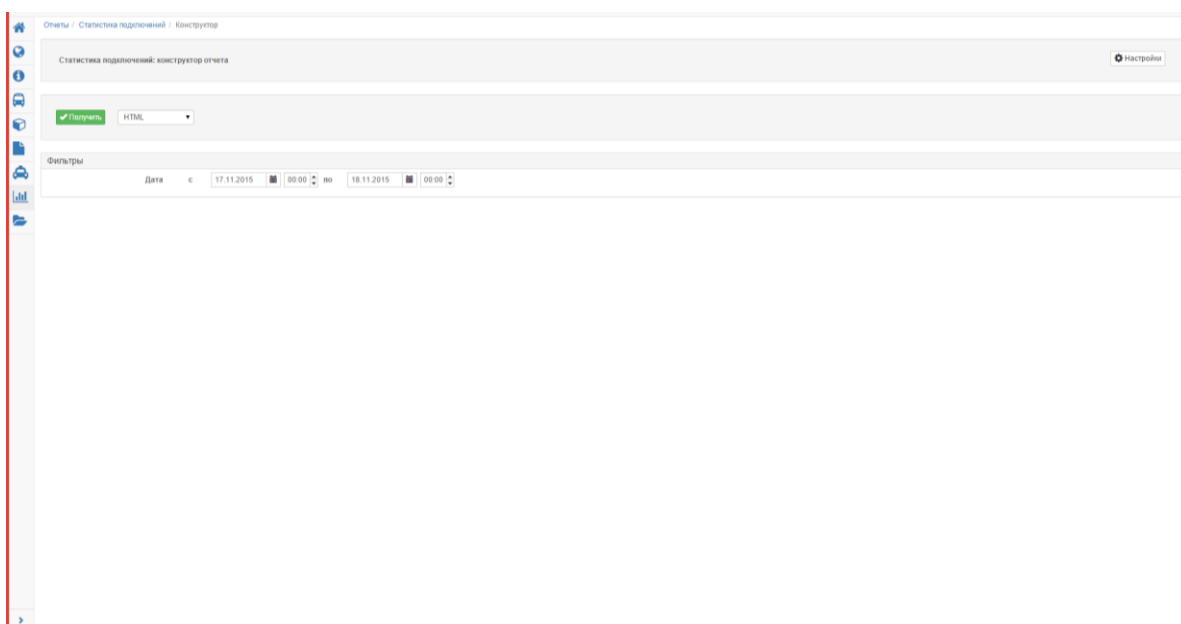 Отчеты / Статистика подключений / Конструктор
Статистика подключений: конструктор отчета
Настройки
Получить HTML
Фильтры
Дата с 17.11.2015 00:00 по 18.11.2015 00:00